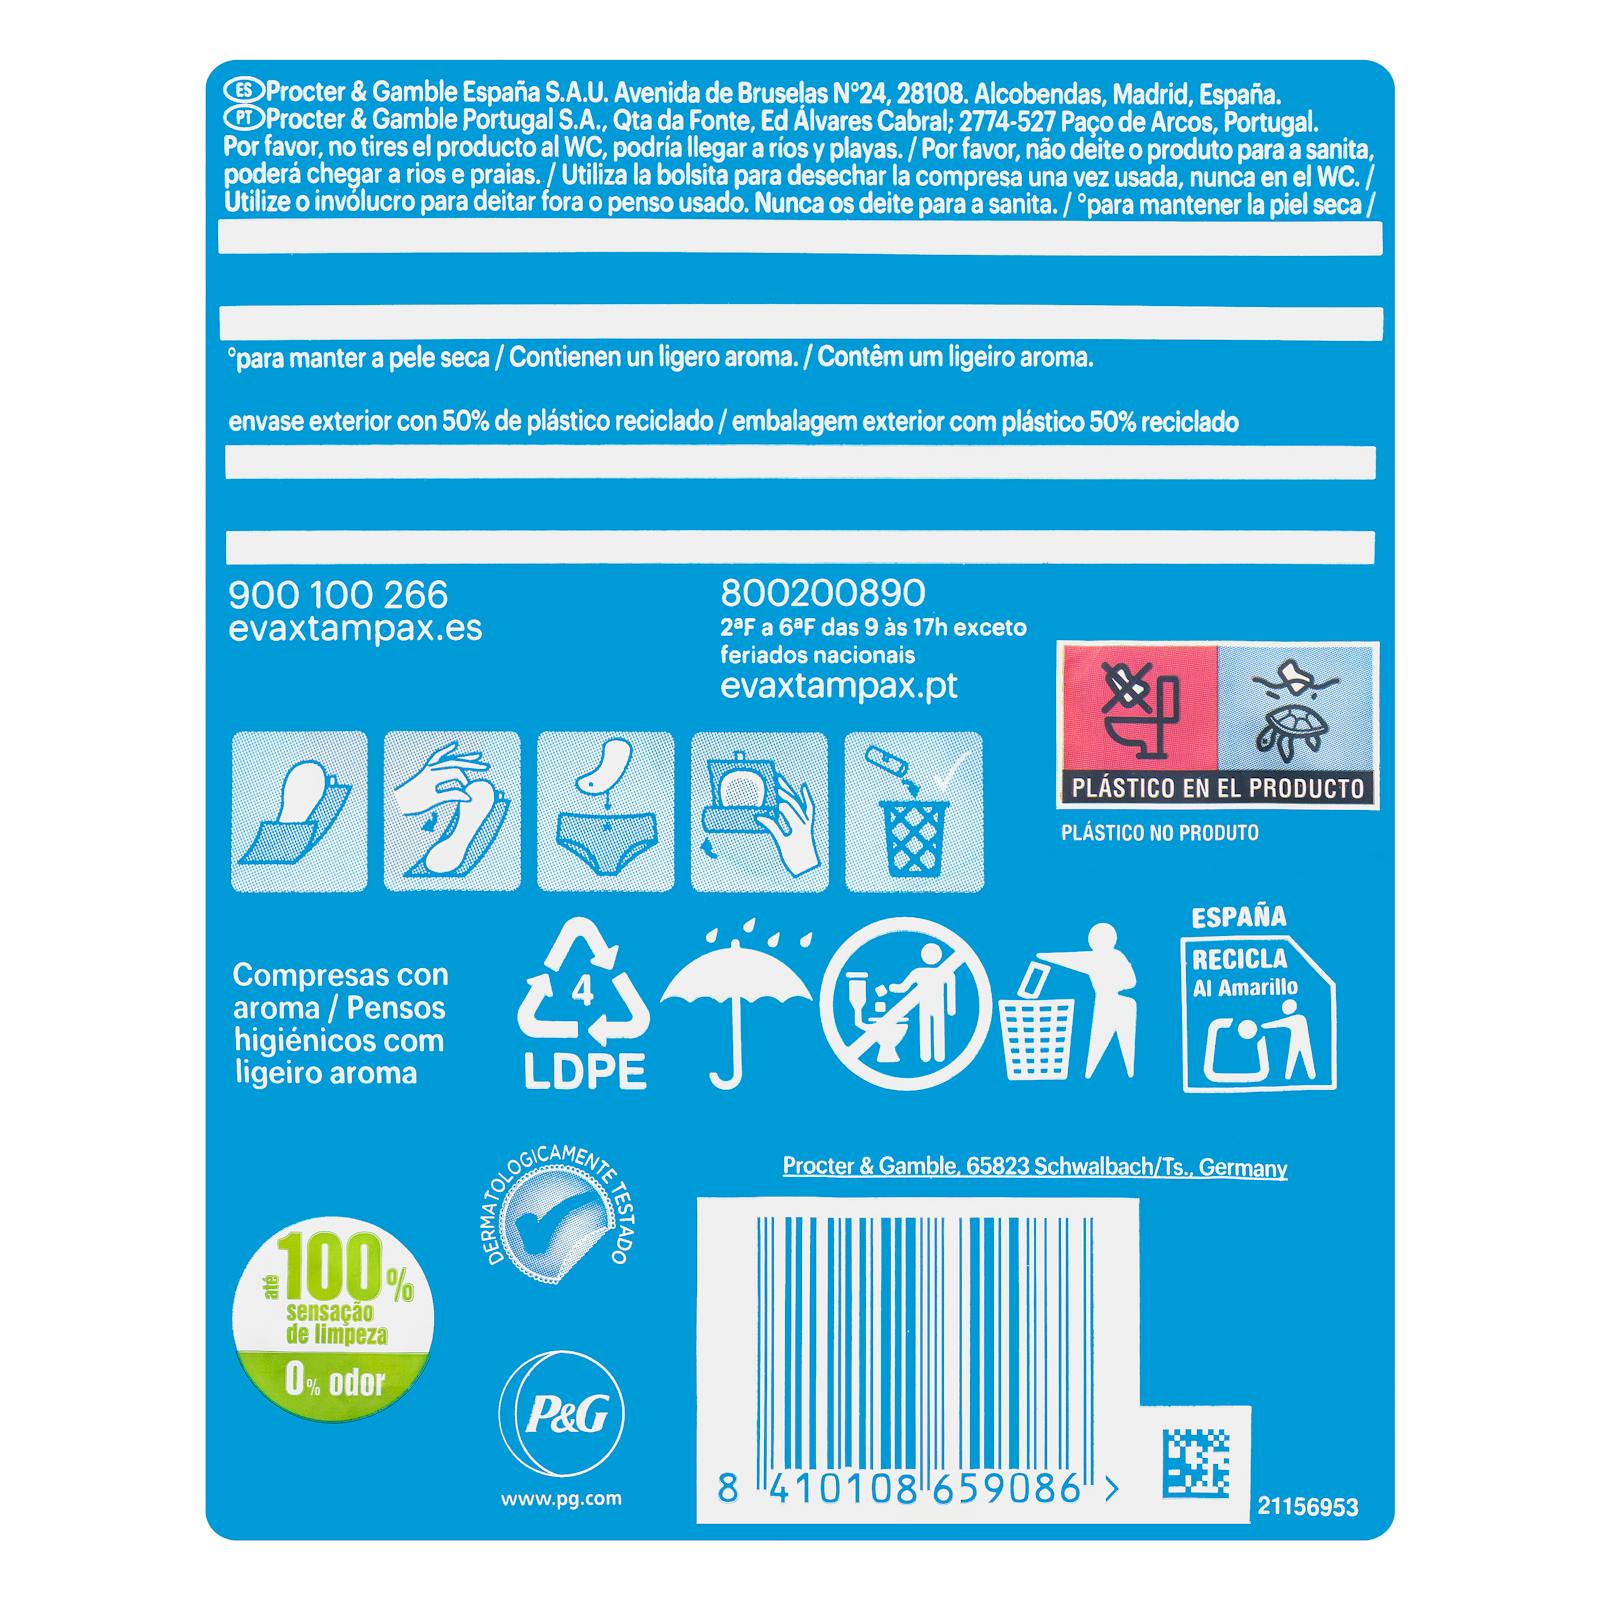 ES Procter & Gamble España S.A.U. Avenida de Bruselas N°24, 28108. Alcobendas, Madrid, España.
PT Procter & Gamble Portugal S.A., Qta da Fonte, Ed Álvares Cabral; 2774-527 Paço de Arcos, Portugal.
Por favor, no tires el producto al WC, podría llegar a ríos y playas. / Por favor, não deite o produto para a sanita,
poderá chegar a rios e praias. / Utiliza la bolsita para desechar la compresa una vez usada, nunca en el WC. /
Utilize o invólucro para deitar fora o penso usado. Nunca os deite para a sanita. / °para mantener la piel seca /
°para manter a pele seca / Contienen un ligero aroma. / Contêm um ligeiro aroma.
envase exterior con 50% de plástico reciclado / embalagem exterior com plástico 50% reciclado
900 100 266
evaxtampax.es
800200890
2ªF a 6ªF das 9 às 17h exceto
feriados nacionais
evaxtampax.pt
PLÁSTICO EN EL PRODUCTO
PLÁSTICO NO PRODUTO
Compresas con
aroma / Pensos
higiénicos com
ligeiro aroma
4
LDPE
ESPAÑA
RECICLA
Al Amarillo
DERMATOLOGICAMENTE TESTADO
Procter & Gamble, 65823 Schwalbach/Ts., Germany
até 100%
sensação
de limpeza
0% odor
P&G
www.pg.com
8 410108 659086 >
21156953